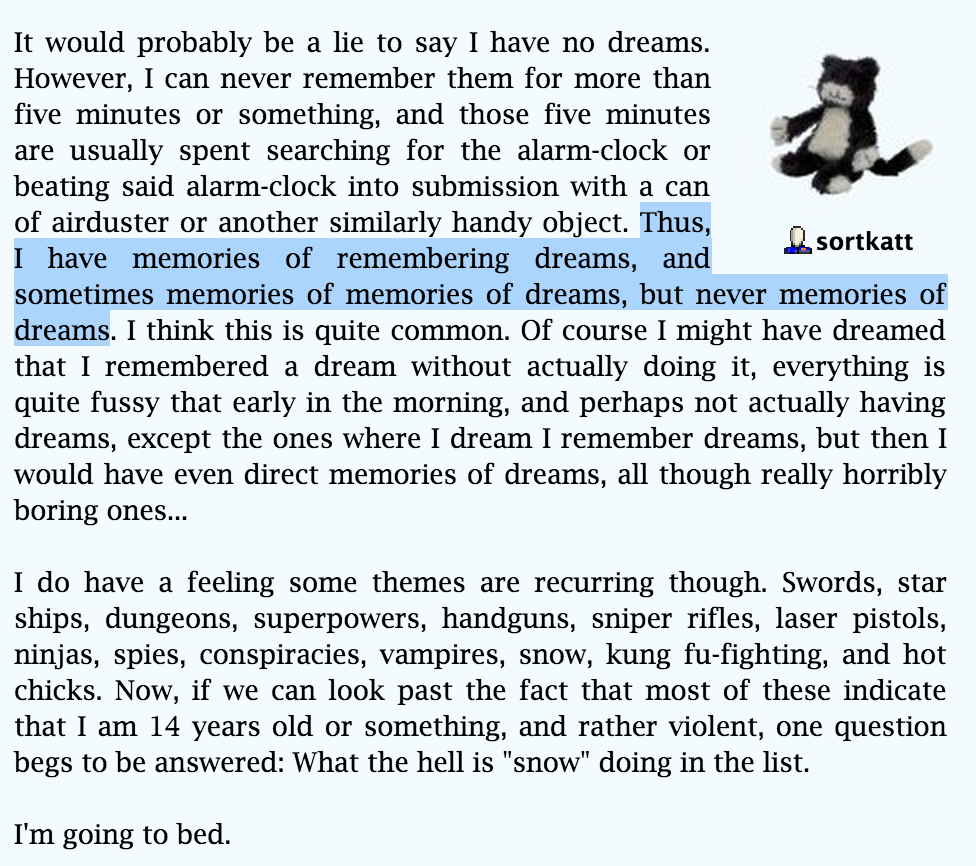 It would probably be a lie to say I have no dreams.
However, I can never remember them for more than
five minutes or something, and those five minutes
are usually spent searching for the alarm-clock or
beating said alarm-clock into submission with a can
of airduster or another similarly handy object. Thus,
I have memories of remembering dreams, and
sometimes memories of memories of dreams, but never memories of
dreams. I think this is quite common. Of course I might have dreamed
that I remembered a dream without actually doing it, everything is
quite fussy that early in the morning, and perhaps not actually having
dreams, except the ones where I dream I remember dreams, but then I
would have even direct memories of dreams, all though really horribly
boring ones...
sortkatt
I do have a feeling some themes are recurring though. Swords, star
ships, dungeons, superpowers, handguns, sniper rifles, laser pistols,
ninjas, spies, conspiracies, vampires, snow, kung fu-fighting, and hot
chicks. Now, if we can look past the fact that most of these indicate
that I am 14 years old or something, and rather violent, one question
begs to be answered: What the hell is "snow" doing in the list.
I'm going to bed.